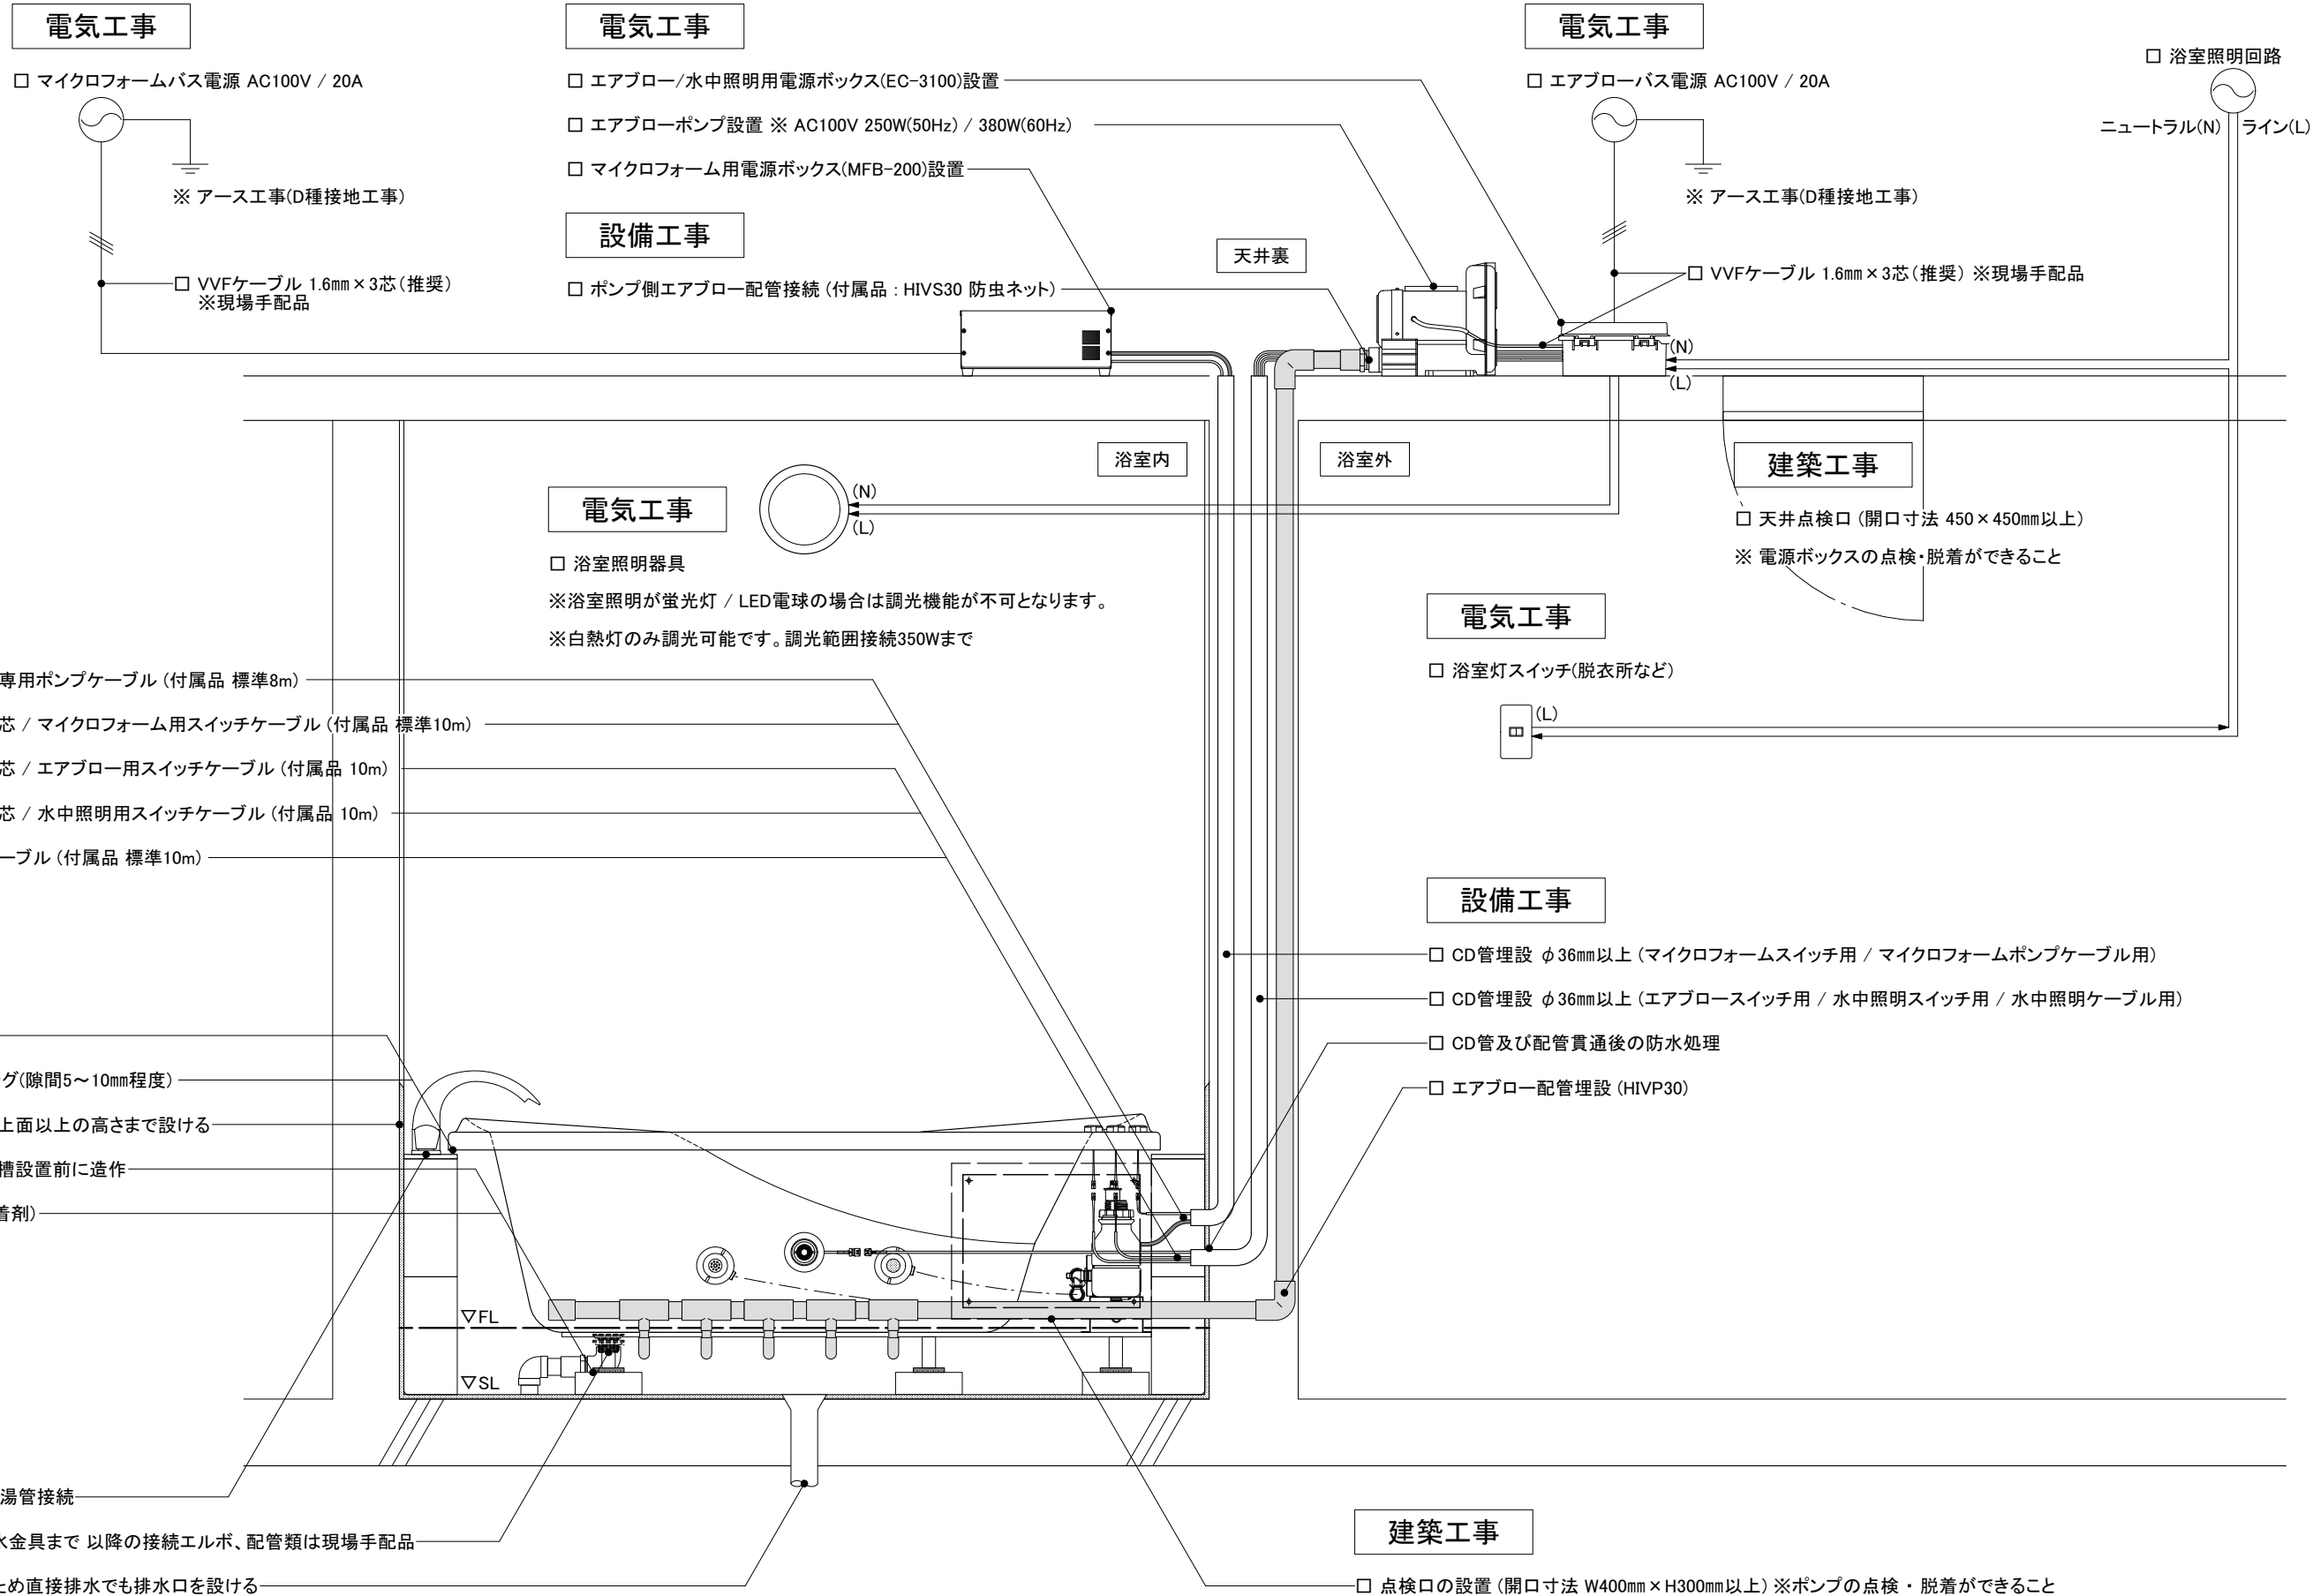 電気工事
□ マイクロフォームバス電源 AC100V / 20A
※ アース工事(D種接地工事)
□ VVFケーブル 1.6mm×3芯(推奨)
※現場手配品
電気工事
□ エアブロー/水中照明用電源ボックス(EC-3100)設置
□ エアブローポンプ設置 ※ AC100V 250W(50Hz) / 380W(60Hz)
□ マイクロフォーム用電源ボックス(MFB-200)設置
設備工事
□ ポンプ側エアブロー配管接続 (付属品 : HIVS30 防虫ネット)
天井裏
電気工事
□ エアブローバス電源 AC100V / 20A
※ アース工事(D種接地工事)
□ VVFケーブル 1.6mm×3芯(推奨) ※現場手配品
□ 浴室照明回路
ニュートラル(N)
ライン(L)
(N)
(L)
浴室内
浴室外
建築工事
□ 天井点検口 (開口寸法 450×450mm以上)
※ 電源ボックスの点検・脱着ができること
電気工事
(N)
(L)
□ 浴室照明器具
※浴室照明が蛍光灯 / LED電球の場合は調光機能が不可となります。
※白熱灯のみ調光可能です。調光範囲接続350Wまで
電気工事
□ 浴室灯スイッチ(脱衣所など)
(L)
専用ポンプケーブル (付属品 標準8m)
芯 / マイクロフォーム用スイッチケーブル (付属品 標準10m)
芯 / エアブロー用スイッチケーブル (付属品 10m)
芯 / 水中照明用スイッチケーブル (付属品 10m)
ーブル (付属品 標準10m)
設備工事
□ CD管埋設 φ36mm以上 (マイクロフォームスイッチ用 / マイクロフォームポンプケーブル用)
□ CD管埋設 φ36mm以上 (エアブロースイッチ用 / 水中照明スイッチ用 / 水中照明ケーブル用)
□ CD管及び配管貫通後の防水処理
□ エアブロー配管埋設 (HIVP30)
グ(隙間5~10mm程度)
上面以上の高さまで設ける
槽設置前に造作
着剤)
▽FL
▽SL
湯管接続
水金具まで 以降の接続エルボ、配管類は現場手配品
ため直接排水でも排水口を設ける
建築工事
□ 点検口の設置 (開口寸法 W400mm×H300mm以上) ※ポンプの点検・脱着ができること